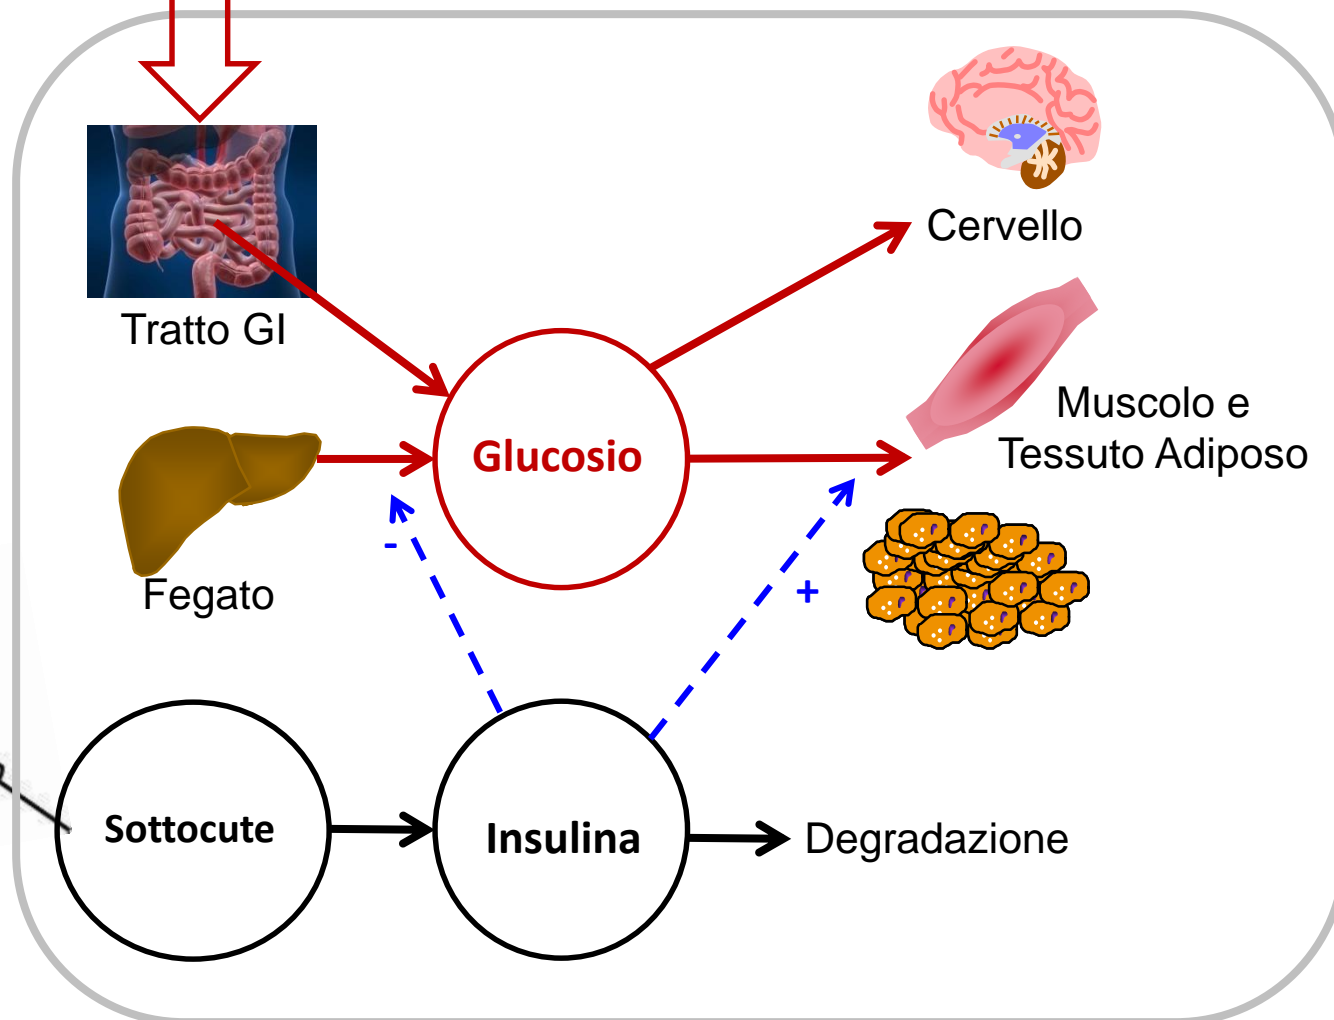 Cervello
Tratto GI
Muscolo e
Tessuto Adiposo
Glucosio
-
+
Fegato
Sottocute
Insulina
Degradazione